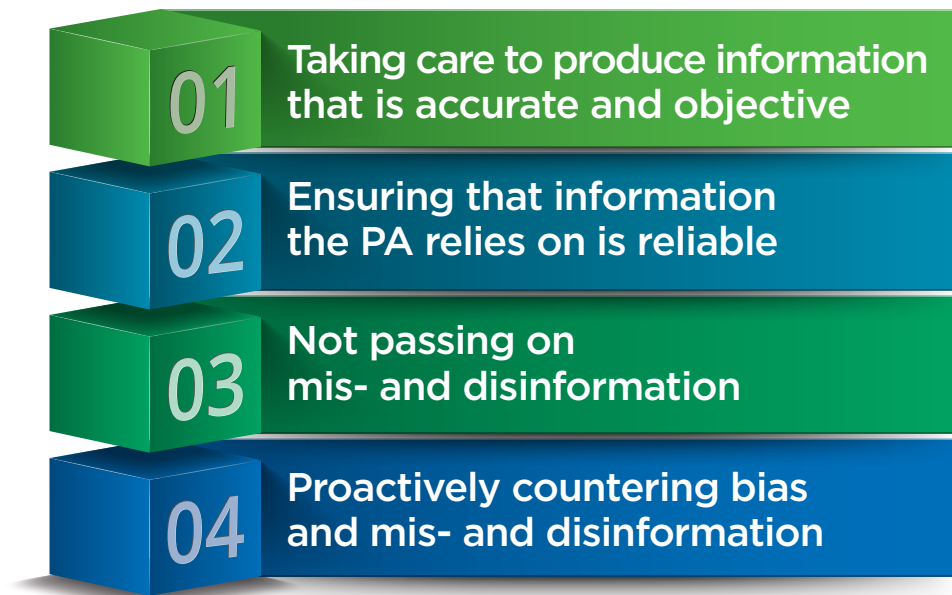 01
Taking care to produce information
that is accurate and objective
02
Ensuring that information
the PA relies on is reliable
03
Not passing on
mis- and disinformation
04
Proactively countering bias
and mis- and disinformation